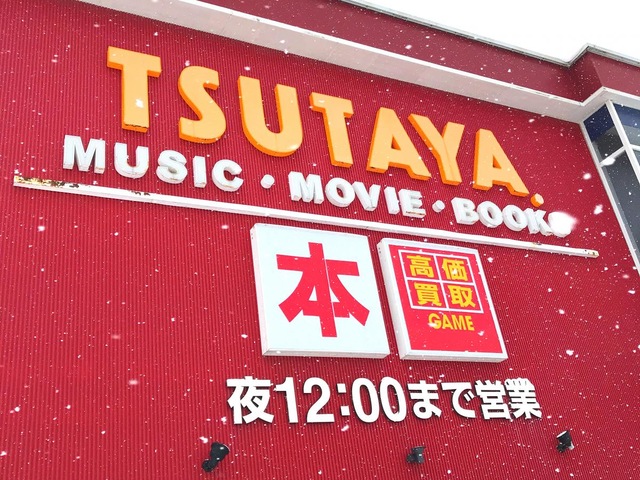 TSUTAYA.
MUSIC・MOVIE・BOOKS
本
高価
買取
GAME
夜12:00まで営業